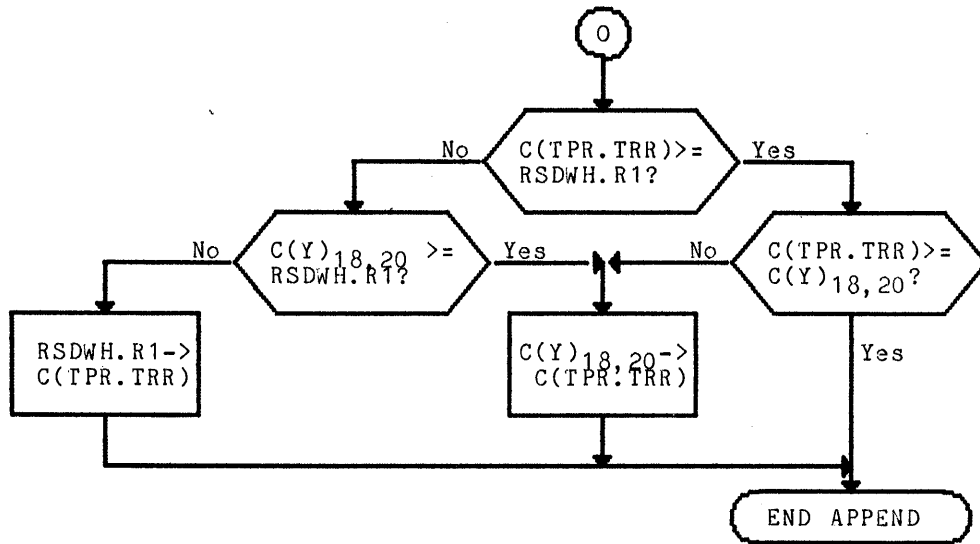 O
C(TPR.TRR)>=
RSDWH.R1?
No
Yes
C(Y)18,20 >=
RSDWH.R1?
No
Yes
C(TPR.TRR)>=
C(Y)18,20?
No
Yes
RSDWH.R1->
C(TPR.TRR)
C(Y)18,20->
C(TPR.TRR)
END APPEND